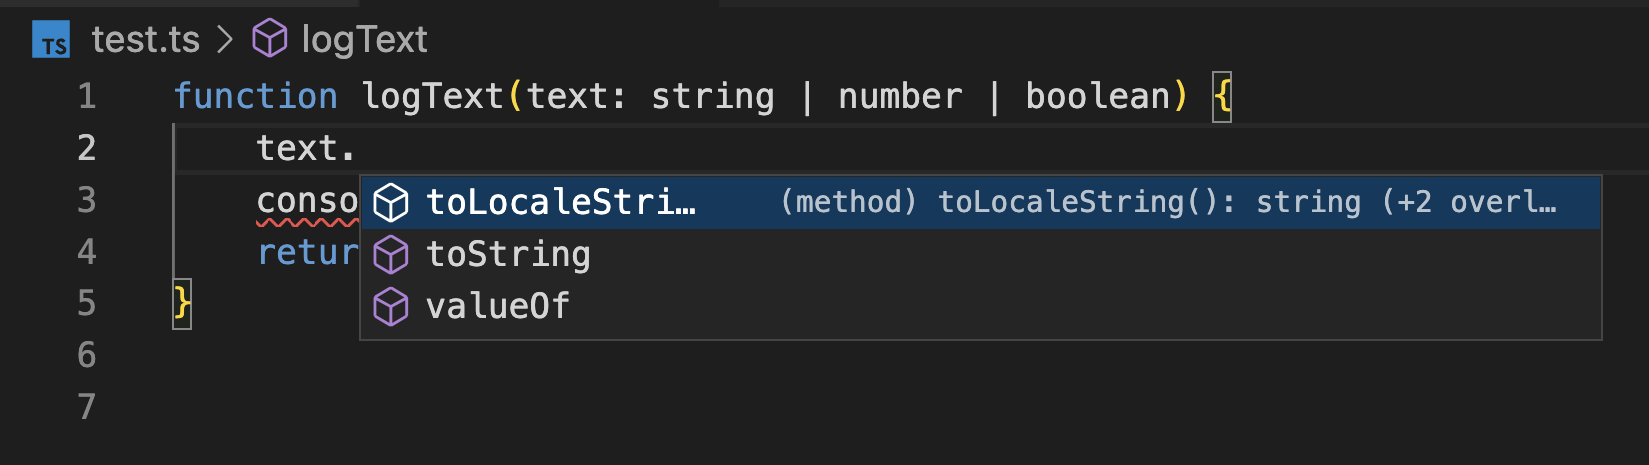 TS test.ts > logText
1 function logText(text: string | number | boolean) {
2 text.
3 conso
toLocaleStri… (method) toLocaleString(): string (+2 overl…
4 retur
toString
valueOf
5 }
6
7